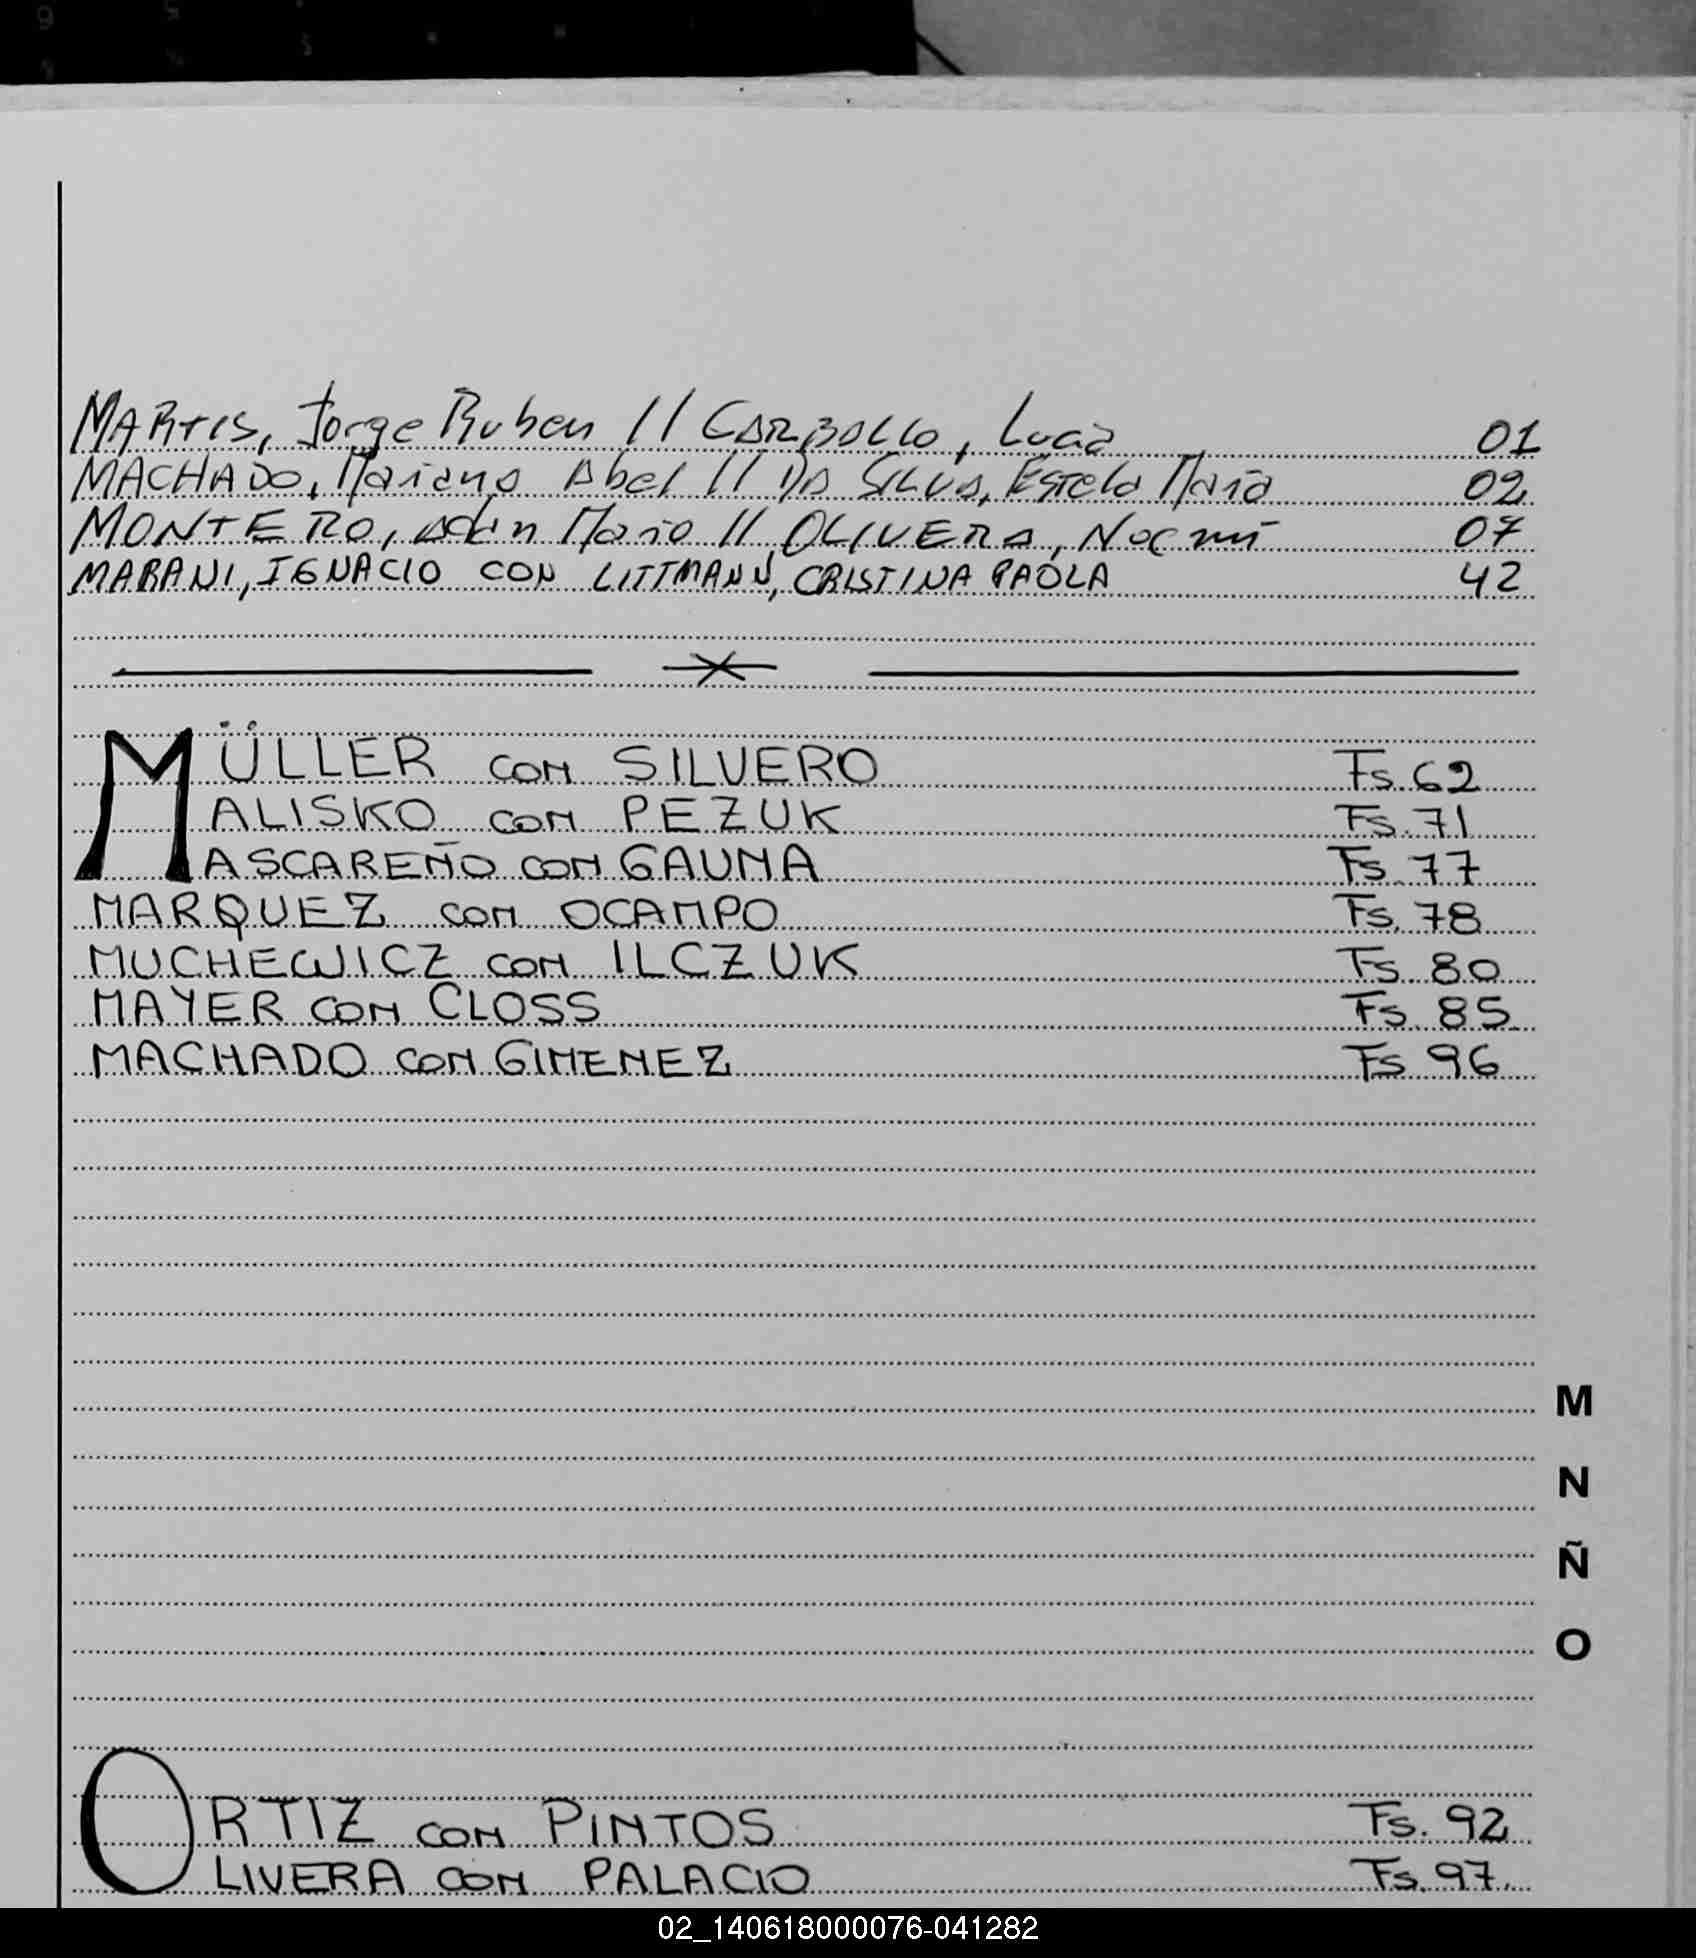 MARTIS, Jorge Ruben // CARBALLO, Lucia 01
MACHADO, Mariano Abel // DA SILVA, Estela Maria 02
MONTERO, Adan Mario // OLIVERA, Noemi 07
MARANI, IGNACIO CON LITTMANN, CRISTINA PAOLA 42
MÜLLER con SILVERO Fs. 62
MALISKO con PEZUK Fs. 71
MASCAREÑO con GAUNA Fs. 77
MARQUEZ con OCAMPO Fs. 78
MUCHEWICZ con ILCZUK Fs. 80
MAYER con CLOSS Fs. 85
MACHADO con GIMENEZ Fs 96
M
N
Ñ
O
ORTIZ con PINTOS Fs. 92
OLIVERA con PALACIO Fs. 97
02_140618000076-041282